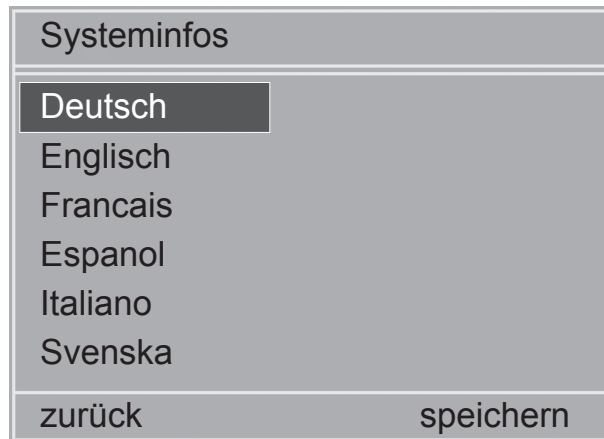 Systeminfos
Deutsch
Englisch
Francais
Espanol
Italiano
Svenska
zurück speichern